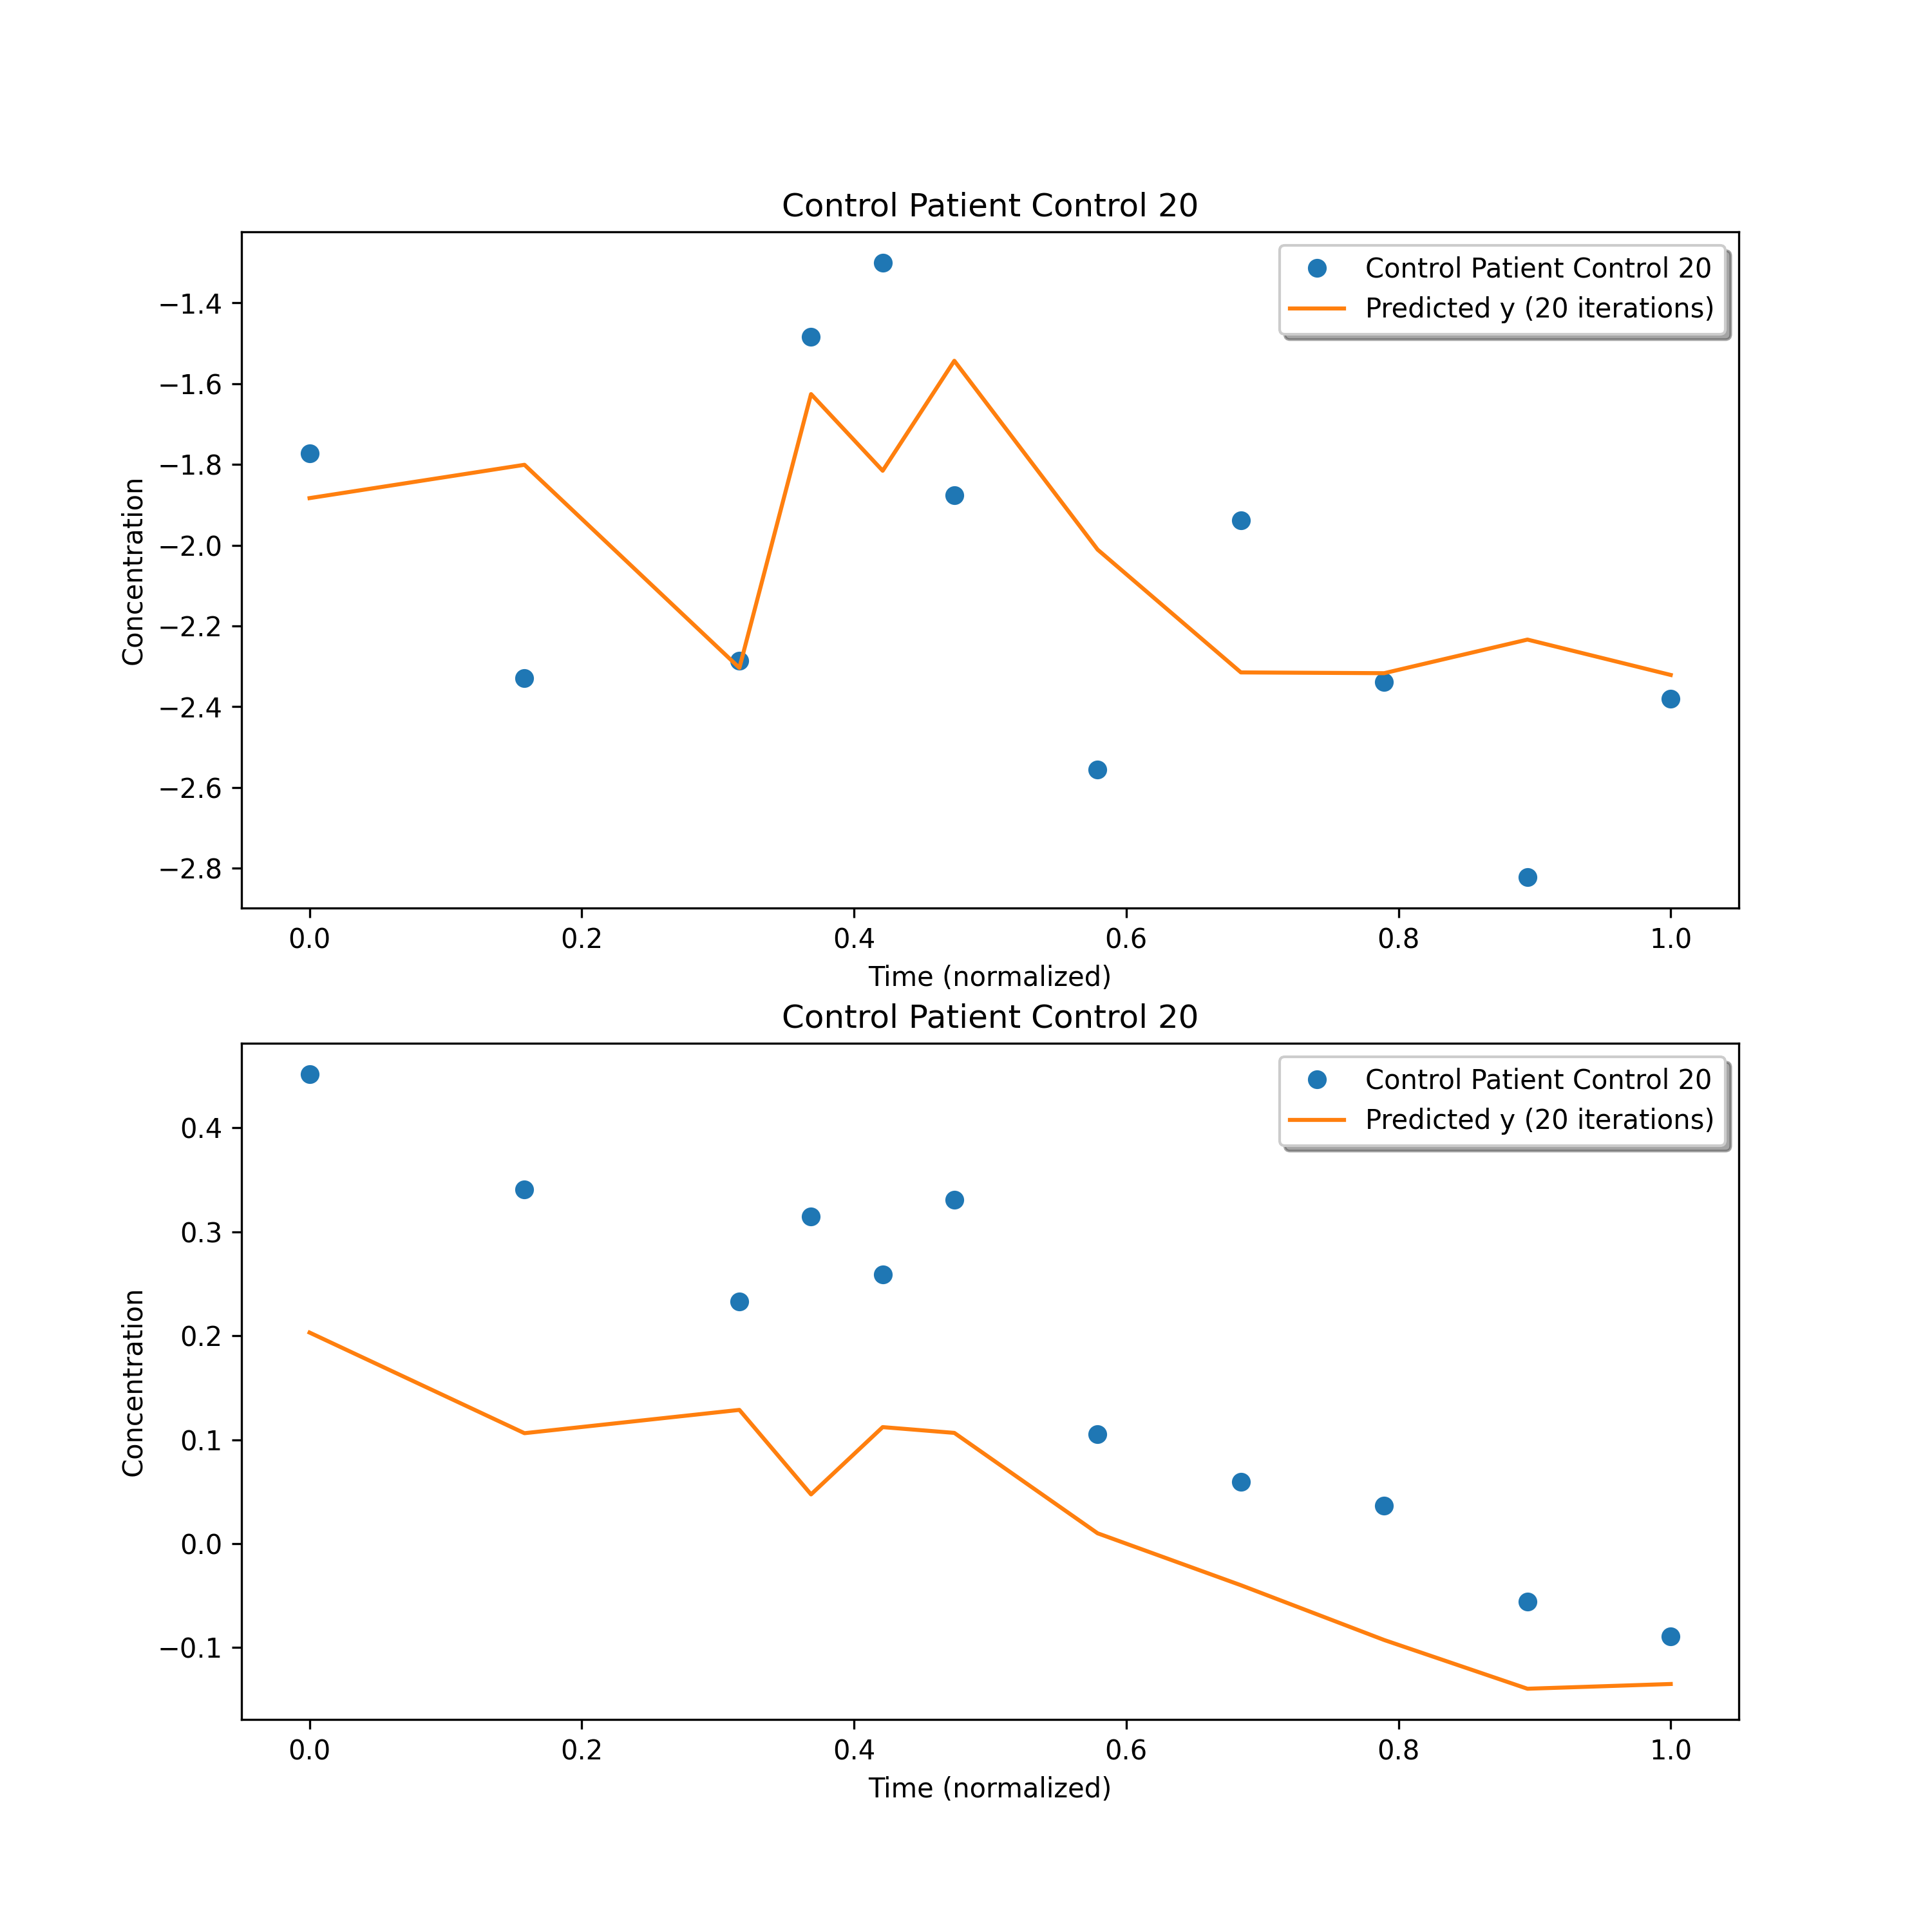 Control Patient Control 20
Control Patient Control 20
Predicted y (20 iterations)
−1.4
−1.6
−1.8
−2.0
−2.2
−2.4
−2.6
−2.8
Concentration
0.0 0.2 0.4 0.6 0.8 1.0
Time (normalized)
Control Patient Control 20
Control Patient Control 20
Predicted y (20 iterations)
0.4
0.3
0.2
0.1
0.0
−0.1
Concentration
0.0 0.2 0.4 0.6 0.8 1.0
Time (normalized)